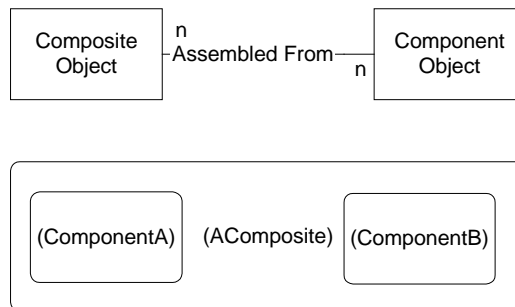 Composite
Object
n
Assembled From
n
Component
Object
(ComponentA)
(AComposite)
(ComponentB)